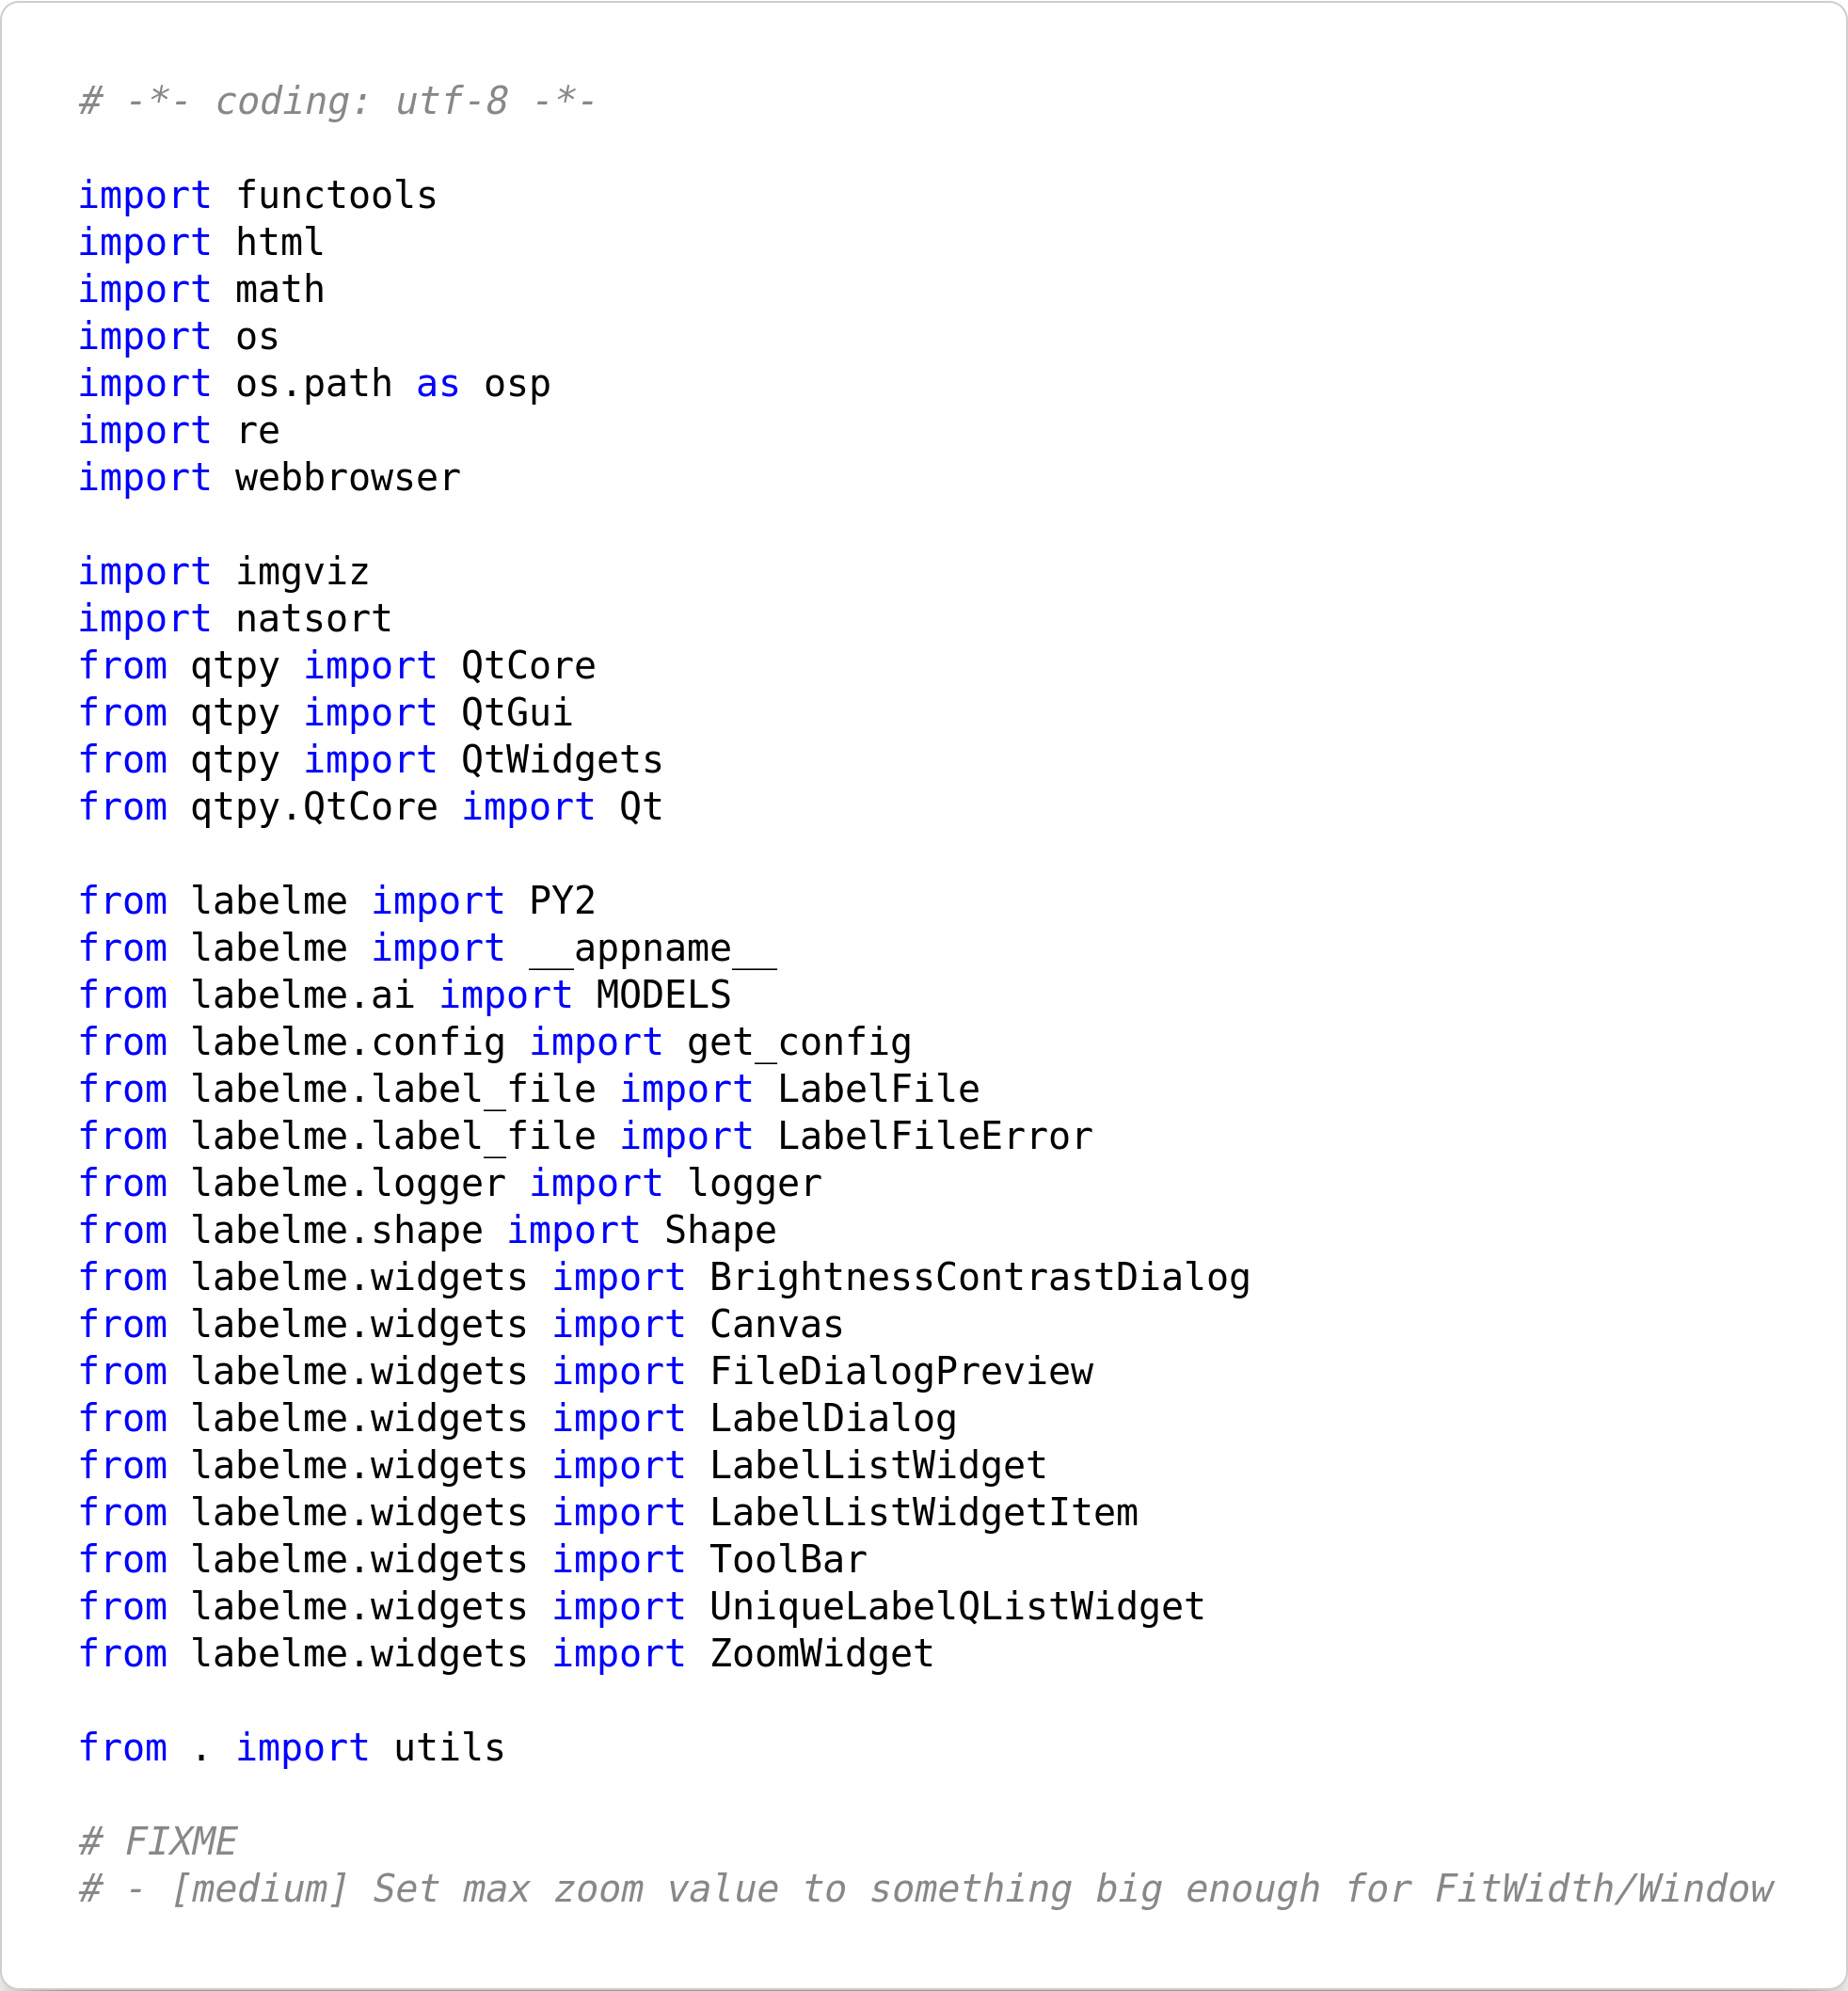 # -*- coding: utf-8 -*-

import functools
import html
import math
import os
import os.path as osp
import re
import webbrowser

import imgviz
import natsort
from qtpy import QtCore
from qtpy import QtGui
from qtpy import QtWidgets
from qtpy.QtCore import Qt

from labelme import PY2
from labelme import __appname__
from labelme.ai import MODELS
from labelme.config import get_config
from labelme.label_file import LabelFile
from labelme.label_file import LabelFileError
from labelme.logger import logger
from labelme.shape import Shape
from labelme.widgets import BrightnessContrastDialog
from labelme.widgets import Canvas
from labelme.widgets import FileDialogPreview
from labelme.widgets import LabelDialog
from labelme.widgets import LabelListWidget
from labelme.widgets import LabelListWidgetItem
from labelme.widgets import ToolBar
from labelme.widgets import UniqueLabelQListWidget
from labelme.widgets import ZoomWidget

from . import utils

# FIXME
# - [medium] Set max zoom value to something big enough for FitWidth/Window